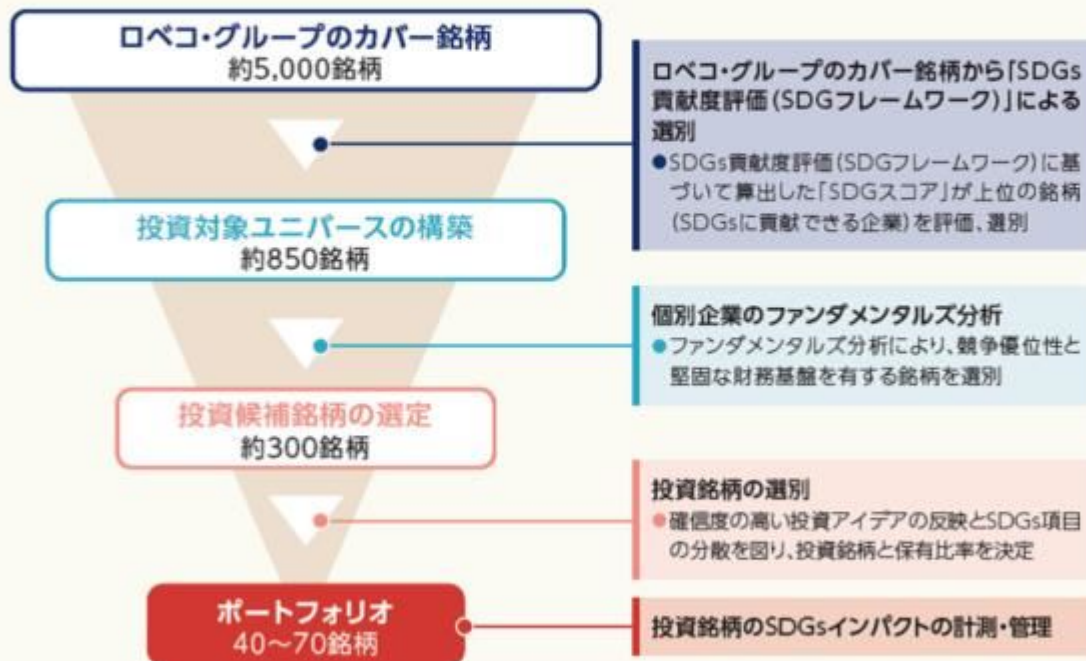 ロベコ・グループのカバー銘柄
約5,000銘柄
ロベコ・グループのカバー銘柄から「SDGs
貢献度評価(SDGフレームワーク)」による
選別
●SDGs貢献度評価(SDGフレームワーク)に基
づいて算出した「SDGスコア」が上位の銘柄
(SDGsに貢献できる企業)を評価、選別
投資対象ユニバースの構築
約850銘柄
個別企業のファンダメンタルズ分析
●ファンダメンタルズ分析により、競争優位性と
堅固な財務基盤を有する銘柄を選別
投資候補銘柄の選定
約300銘柄
投資銘柄の選別
●確信度の高い投資アイデアの反映とSDGs項目
の分散を図り、投資銘柄と保有比率を決定
ポートフォリオ
40～70銘柄
投資銘柄のSDGsインパクトの計測・管理